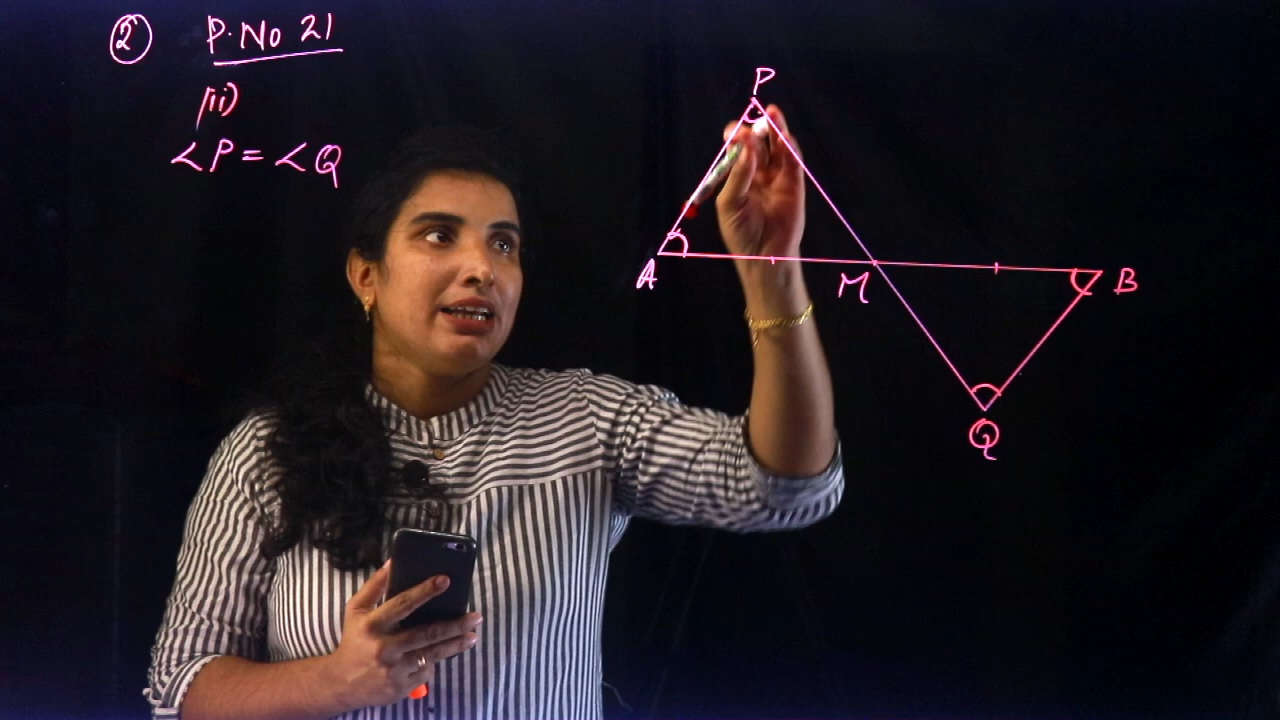 ② P.No 21
(ii)
<P = <Q
P
A
M
B
Q